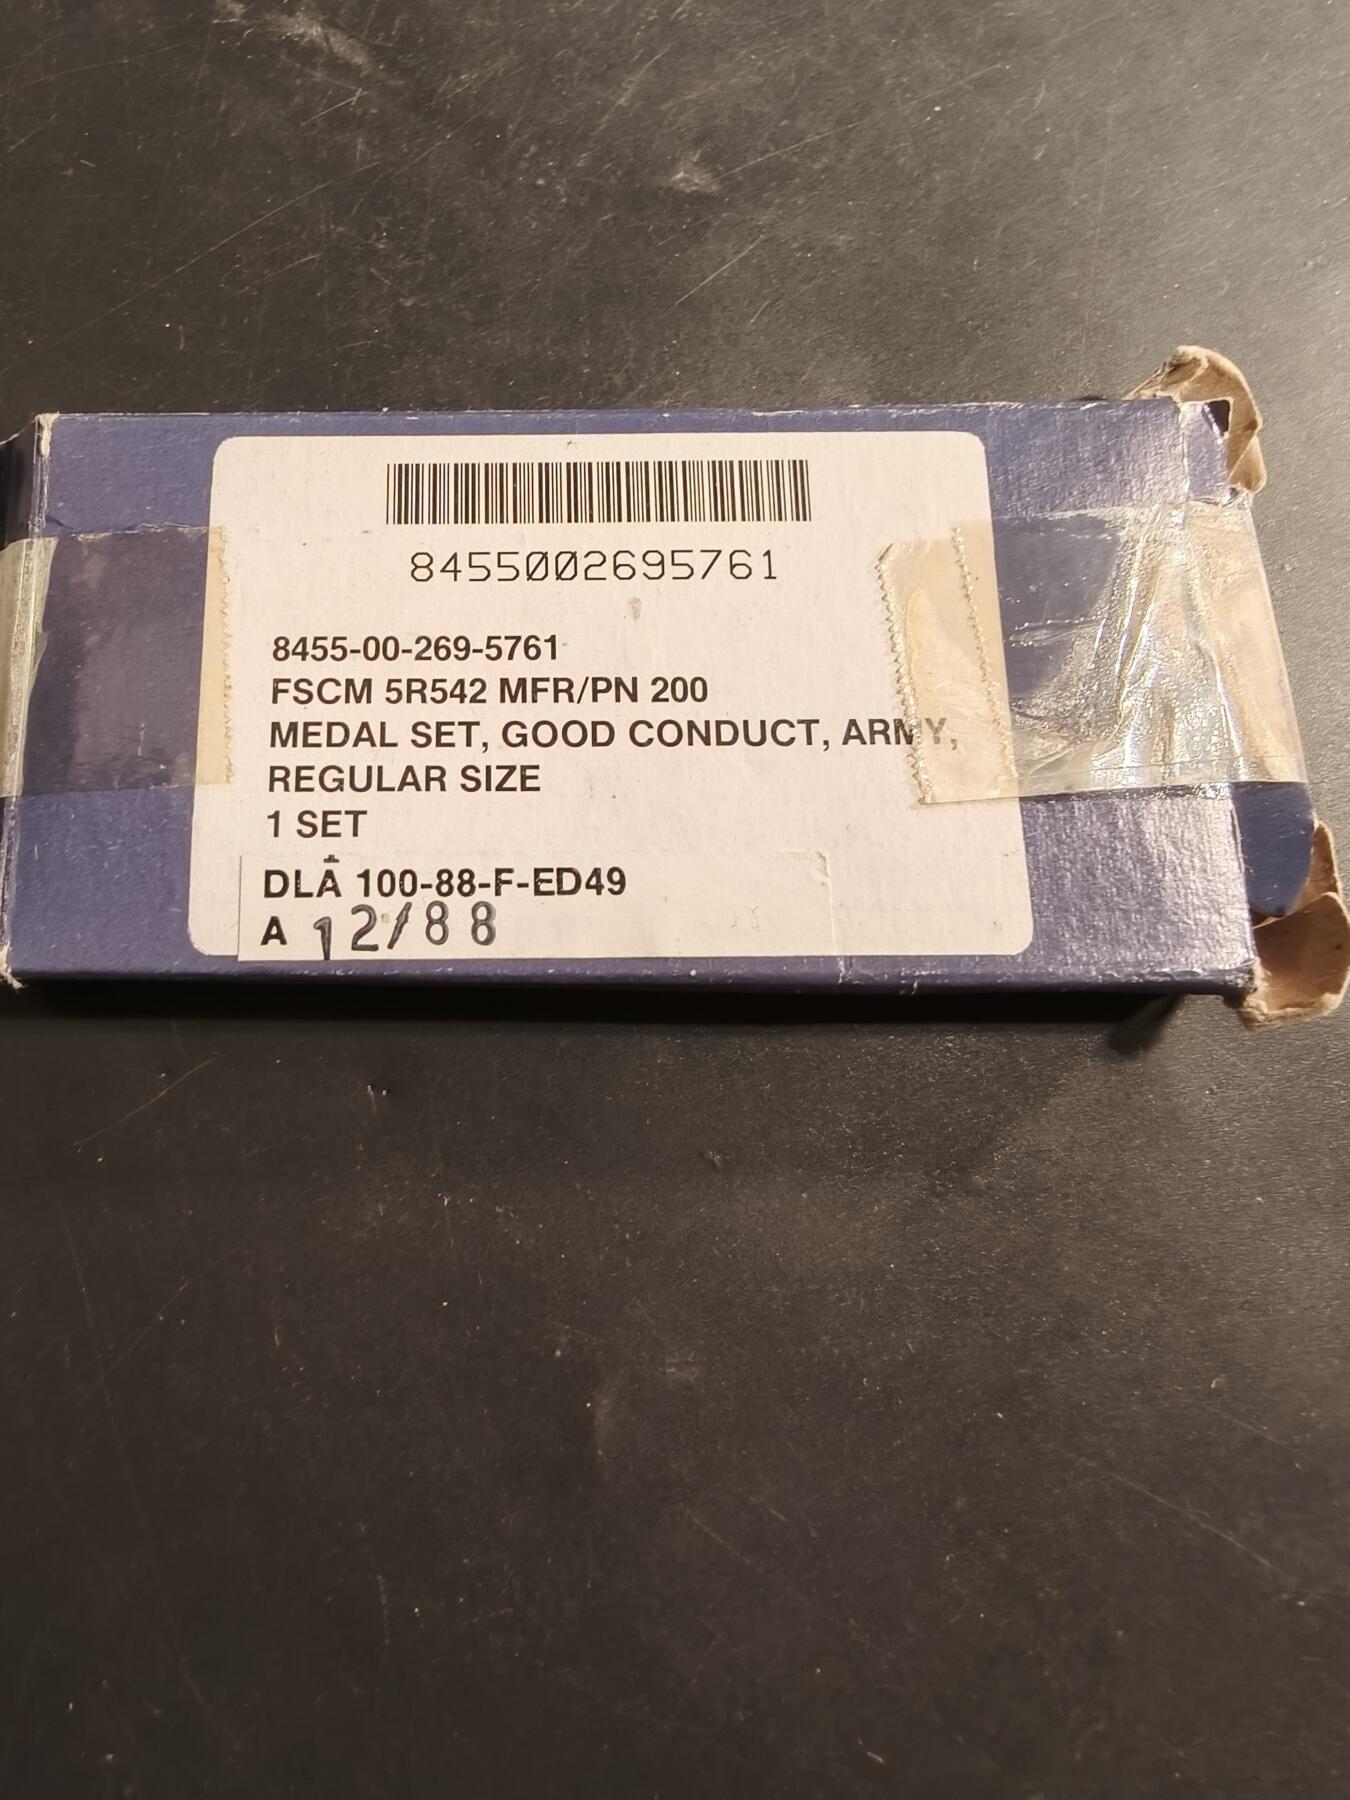 8455002695761
8455-00-269-5761
FSCM 5R542 MFR/PN 200
MEDAL SET, GOOD CONDUCT, ARMY,
REGULAR SIZE
1 SET
DLA 100-88-F-ED49
A 12/88